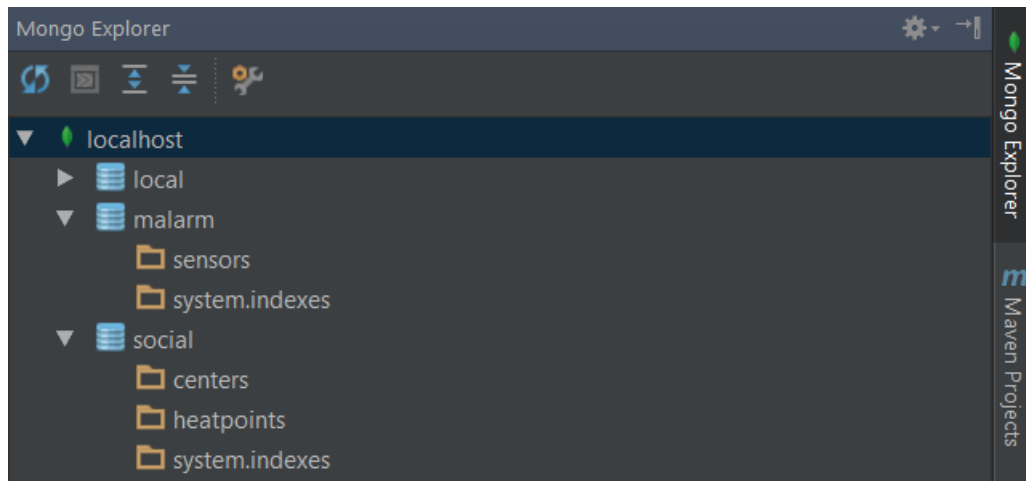 Mongo Explorer
localhost
local
malarm
sensors
system.indexes
social
centers
heatpoints
system.indexes
Mongo Explorer
m Maven Projects